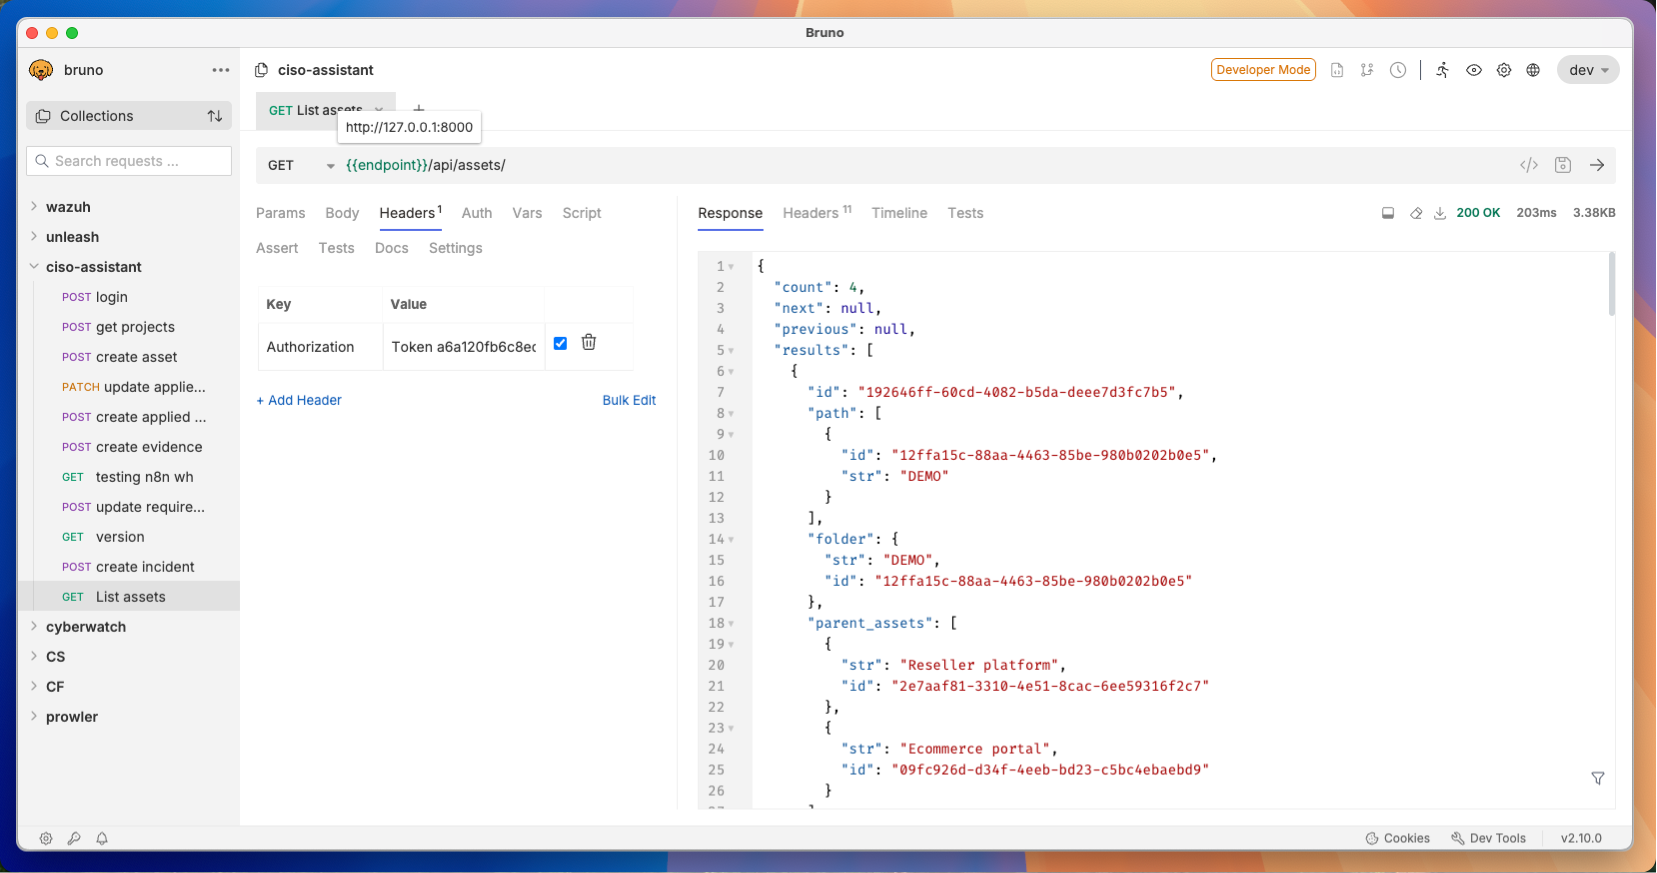 Bruno
bruno
ciso-assistant
Developer Mode
dev
Collections
GET List assets
+
http://127.0.0.1:8000
Search requests ...
GET
{{endpoint}}/api/assets/
wazuh
unleash
ciso-assistant
POST login
POST get projects
POST create asset
PATCH update applie...
POST create applied ...
POST create evidence
GET testing n8n wh
POST update require...
GET version
POST create incident
GET List assets
cyberwatch
CS
CF
prowler
Params Body Headers 1 Auth Vars Script
Assert Tests Docs Settings
Key Value
Authorization Token a6a120fb6c8ec
+ Add Header Bulk Edit
Response Headers 11 Timeline Tests
200 OK 203ms 3.38KB
1 {
2 "count": 4,
3 "next": null,
4 "previous": null,
5 "results": [
6 {
7 "id": "192646ff-60cd-4082-b5da-deee7d3fc7b5",
8 "path": [
9 {
10 "id": "12ffa15c-88aa-4463-85be-980b0202b0e5",
11 "str": "DEMO"
12 }
13 ],
14 "folder": {
15 "str": "DEMO",
16 "id": "12ffa15c-88aa-4463-85be-980b0202b0e5"
17 },
18 "parent_assets": [
19 {
20 "str": "Reseller platform",
21 "id": "2e7aaf81-3310-4e51-8cac-6ee59316f2c7"
22 },
23 {
24 "str": "Ecommerce portal",
25 "id": "09fc926d-d34f-4eeb-bd23-c5bc4ebaebd9"
26 }
Cookies Dev Tools v2.10.0